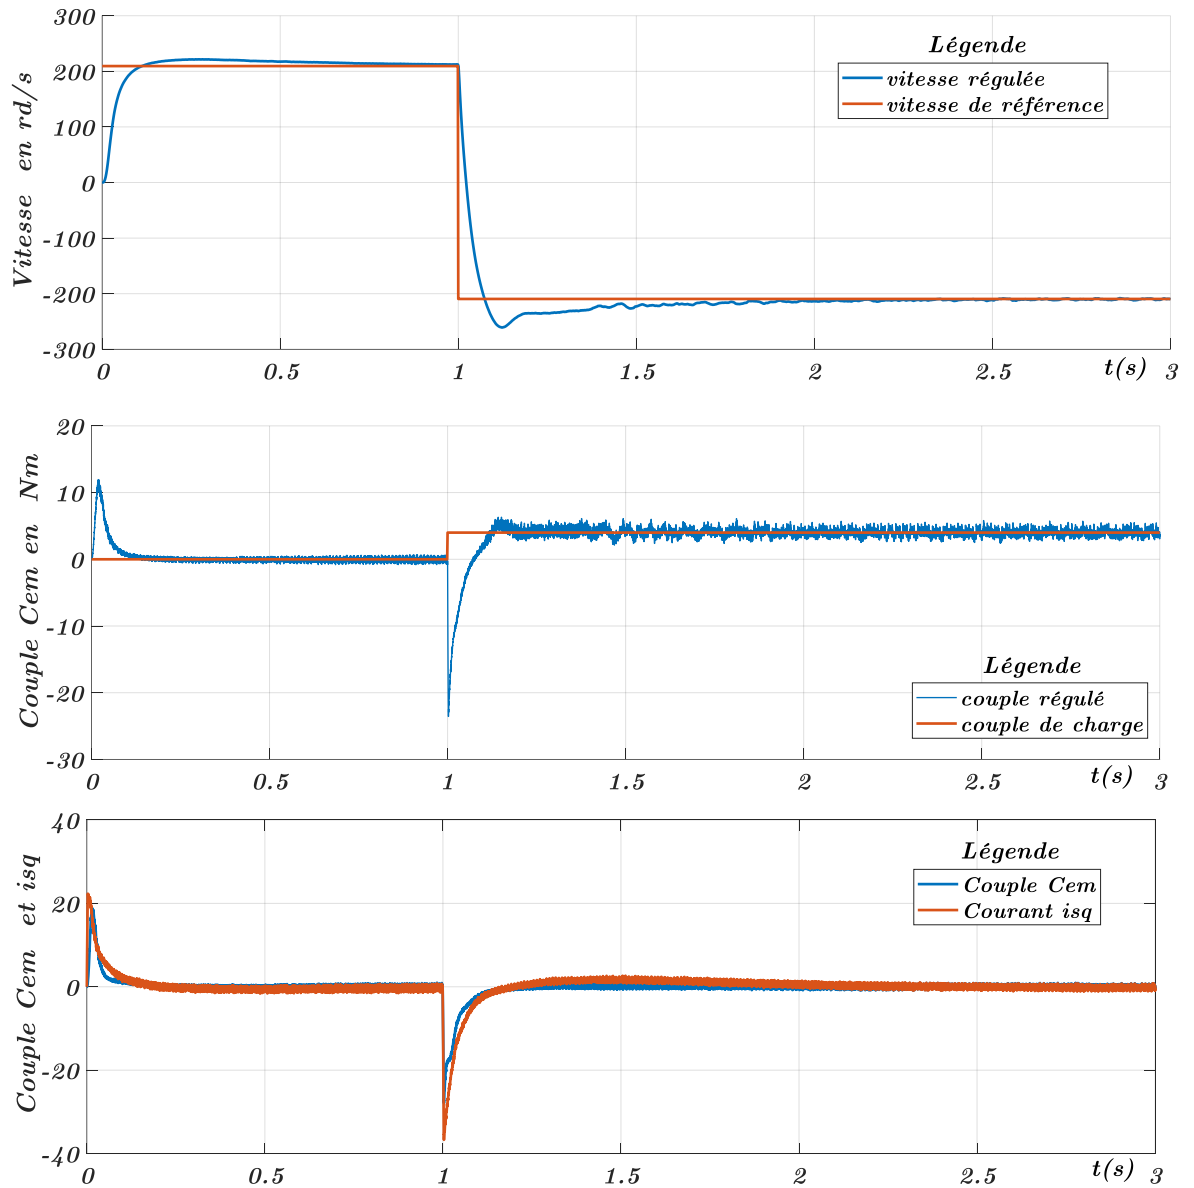 300
200
100
0
-100
-200
-300
Vitesse en rd/s
Légende
vitesse régulée
vitesse de référence
0 0.5 1 1.5 2 2.5 t(s) 3
20
10
0
-10
-20
-30
Couple Cem en Nm
Légende
couple régulé
couple de charge
0 0.5 1 1.5 2 2.5 t(s) 3
40
20
0
-20
-40
Couple Cem et isq
Légende
Couple Cem
Courant isq
0 0.5 1 1.5 2 2.5 t(s) 3